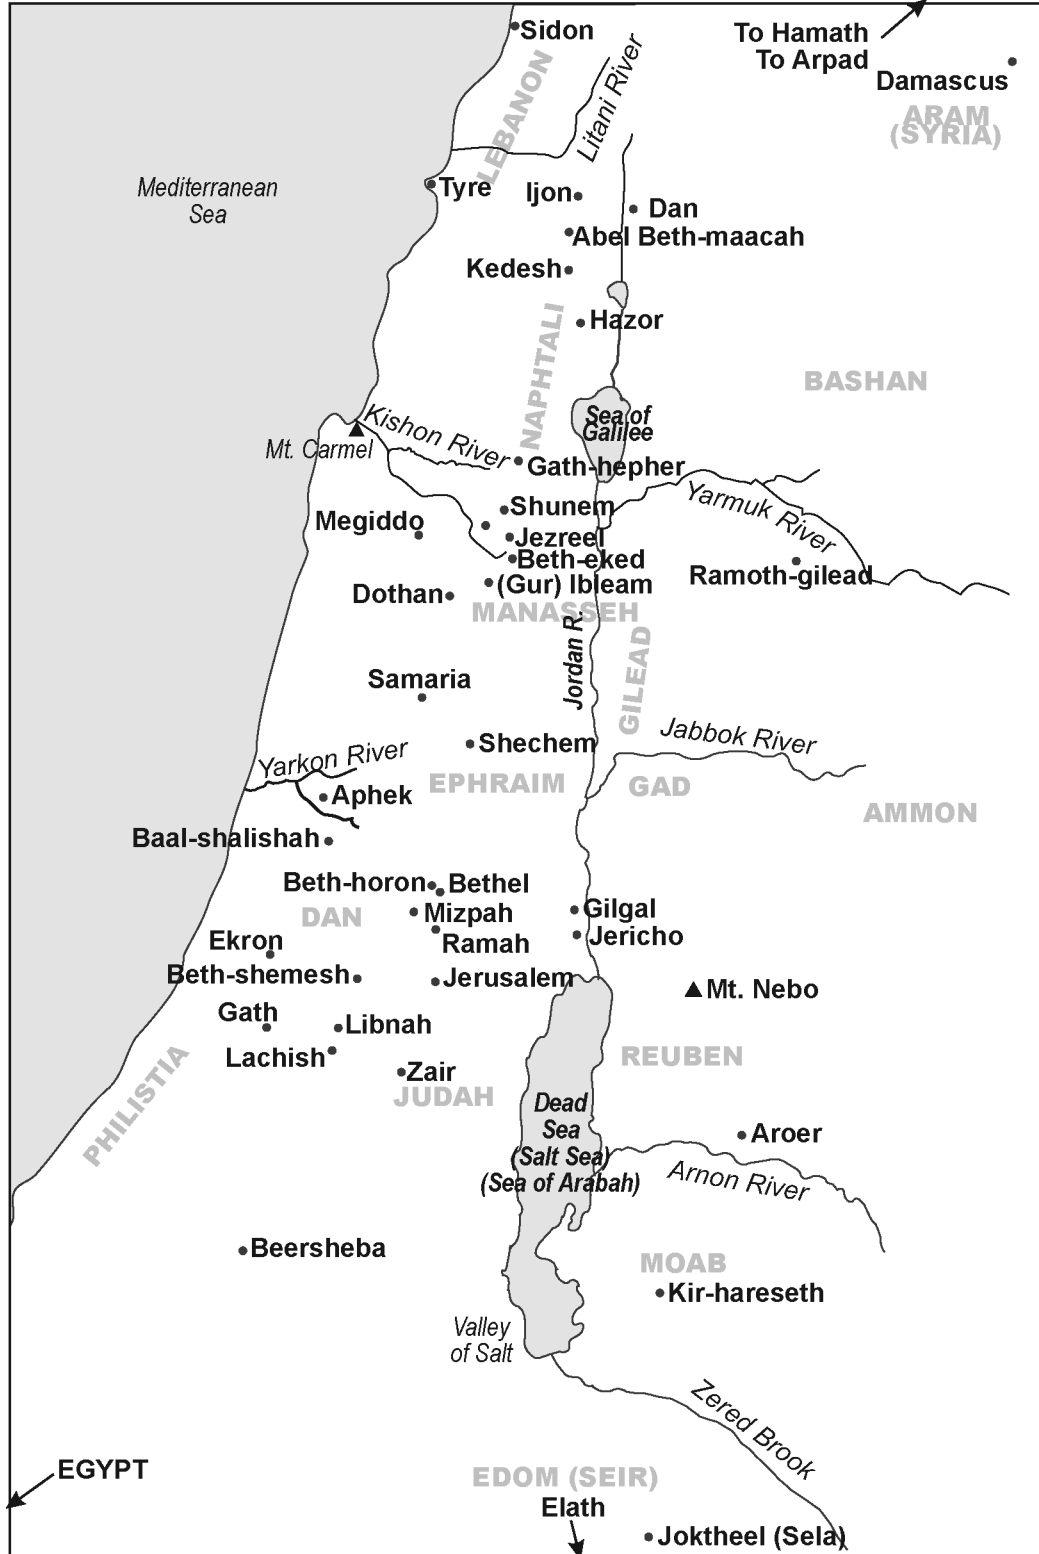 Sidon
To Hamath
To Arpad
Damascus
ARAM
(SYRIA)
LEBANON
Litani River
Mediterranean
Sea
Tyre
Ijon
Dan
Abel Beth-maacah
Kedesh
Hazor
NAPHTALI
BASHAN
Sea of
Galilee
Kishon River
Mt. Carmel
Gath-hepher
Yarmuk River
Shunem
Megiddo
Jezreel
Beth-eked
Ramoth-gilead
(Gur) Ibleam
Dothan
MANASSEH
Jordan R.
GILEAD
Samaria
Shechem
Jabbok River
Yarkon River
EPHRAIM
GAD
Aphek
AMMON
Baal-shalishah
Beth-horon
Bethel
DAN
Mizpah
Gilgal
Ramah
Jericho
Ekron
Beth-shemesh
Jerusalem
Mt. Nebo
Gath
Libnah
Lachish
REUBEN
Zair
PHILISTIA
JUDAH
Dead
Sea
(Salt Sea)
(Sea of Arabah)
Aroer
Arnon River
Beersheba
MOAB
Kir-hareseth
Valley
of Salt
Zered Brook
EGYPT
EDOM (SEIR)
Elath
Joktheel (Sela)